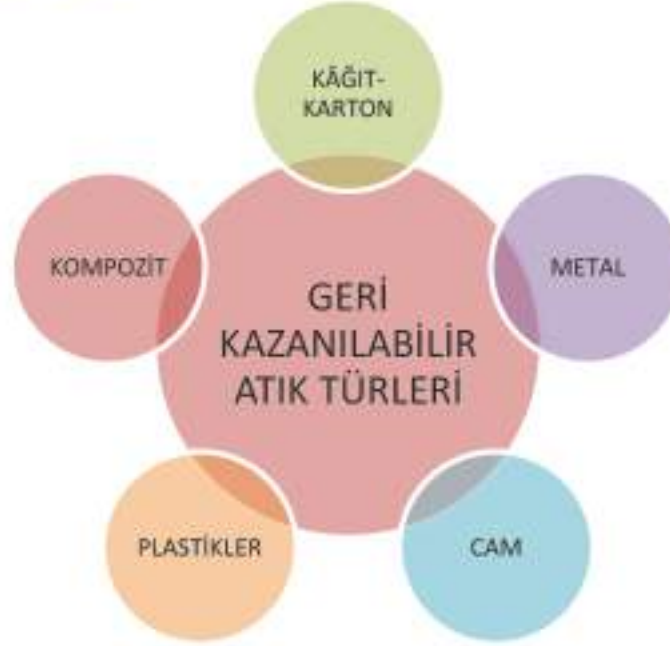 KÂĞIT-
KARTON
KOMPOZİT
METAL
GERİ
KAZANILABİLİR
ATIK TÜRLERİ
PLASTİKLER
CAM